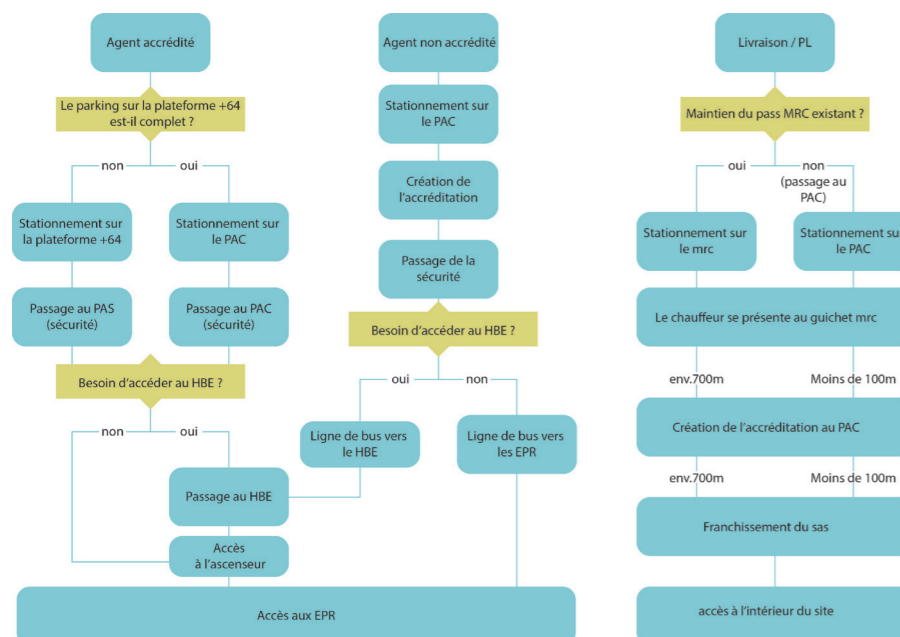 Agent accrédité
Le parking sur la plateforme +64
est-il complet ?
non
oui
Stationnement sur
la plateforme +64
Stationnement sur
le PAC
Passage au PAS
(sécurité)
Passage au PAC
(sécurité)
Besoin d'accéder au HBE ?
non
oui
Passage au HBE
Accès
à l'ascenseur
Agent non accrédité
Stationnement sur
le PAC
Création de
l'accréditation
Passage de la
sécurité
Besoin d'accéder au HBE ?
oui
non
Ligne de bus vers
le HBE
Ligne de bus vers
les EPR
Accès aux EPR
Livraison / PL
Maintien du pass MRC existant ?
oui
non
(passage au
PAC)
Stationnement sur
le mrc
Stationnement sur
le PAC
Le chauffeur se présente au guichet mrc
env.700m
Moins de 100m
Création de l'accréditation au PAC
env.700m
Moins de 100m
Franchissement du sas
accès à l'intérieur du site